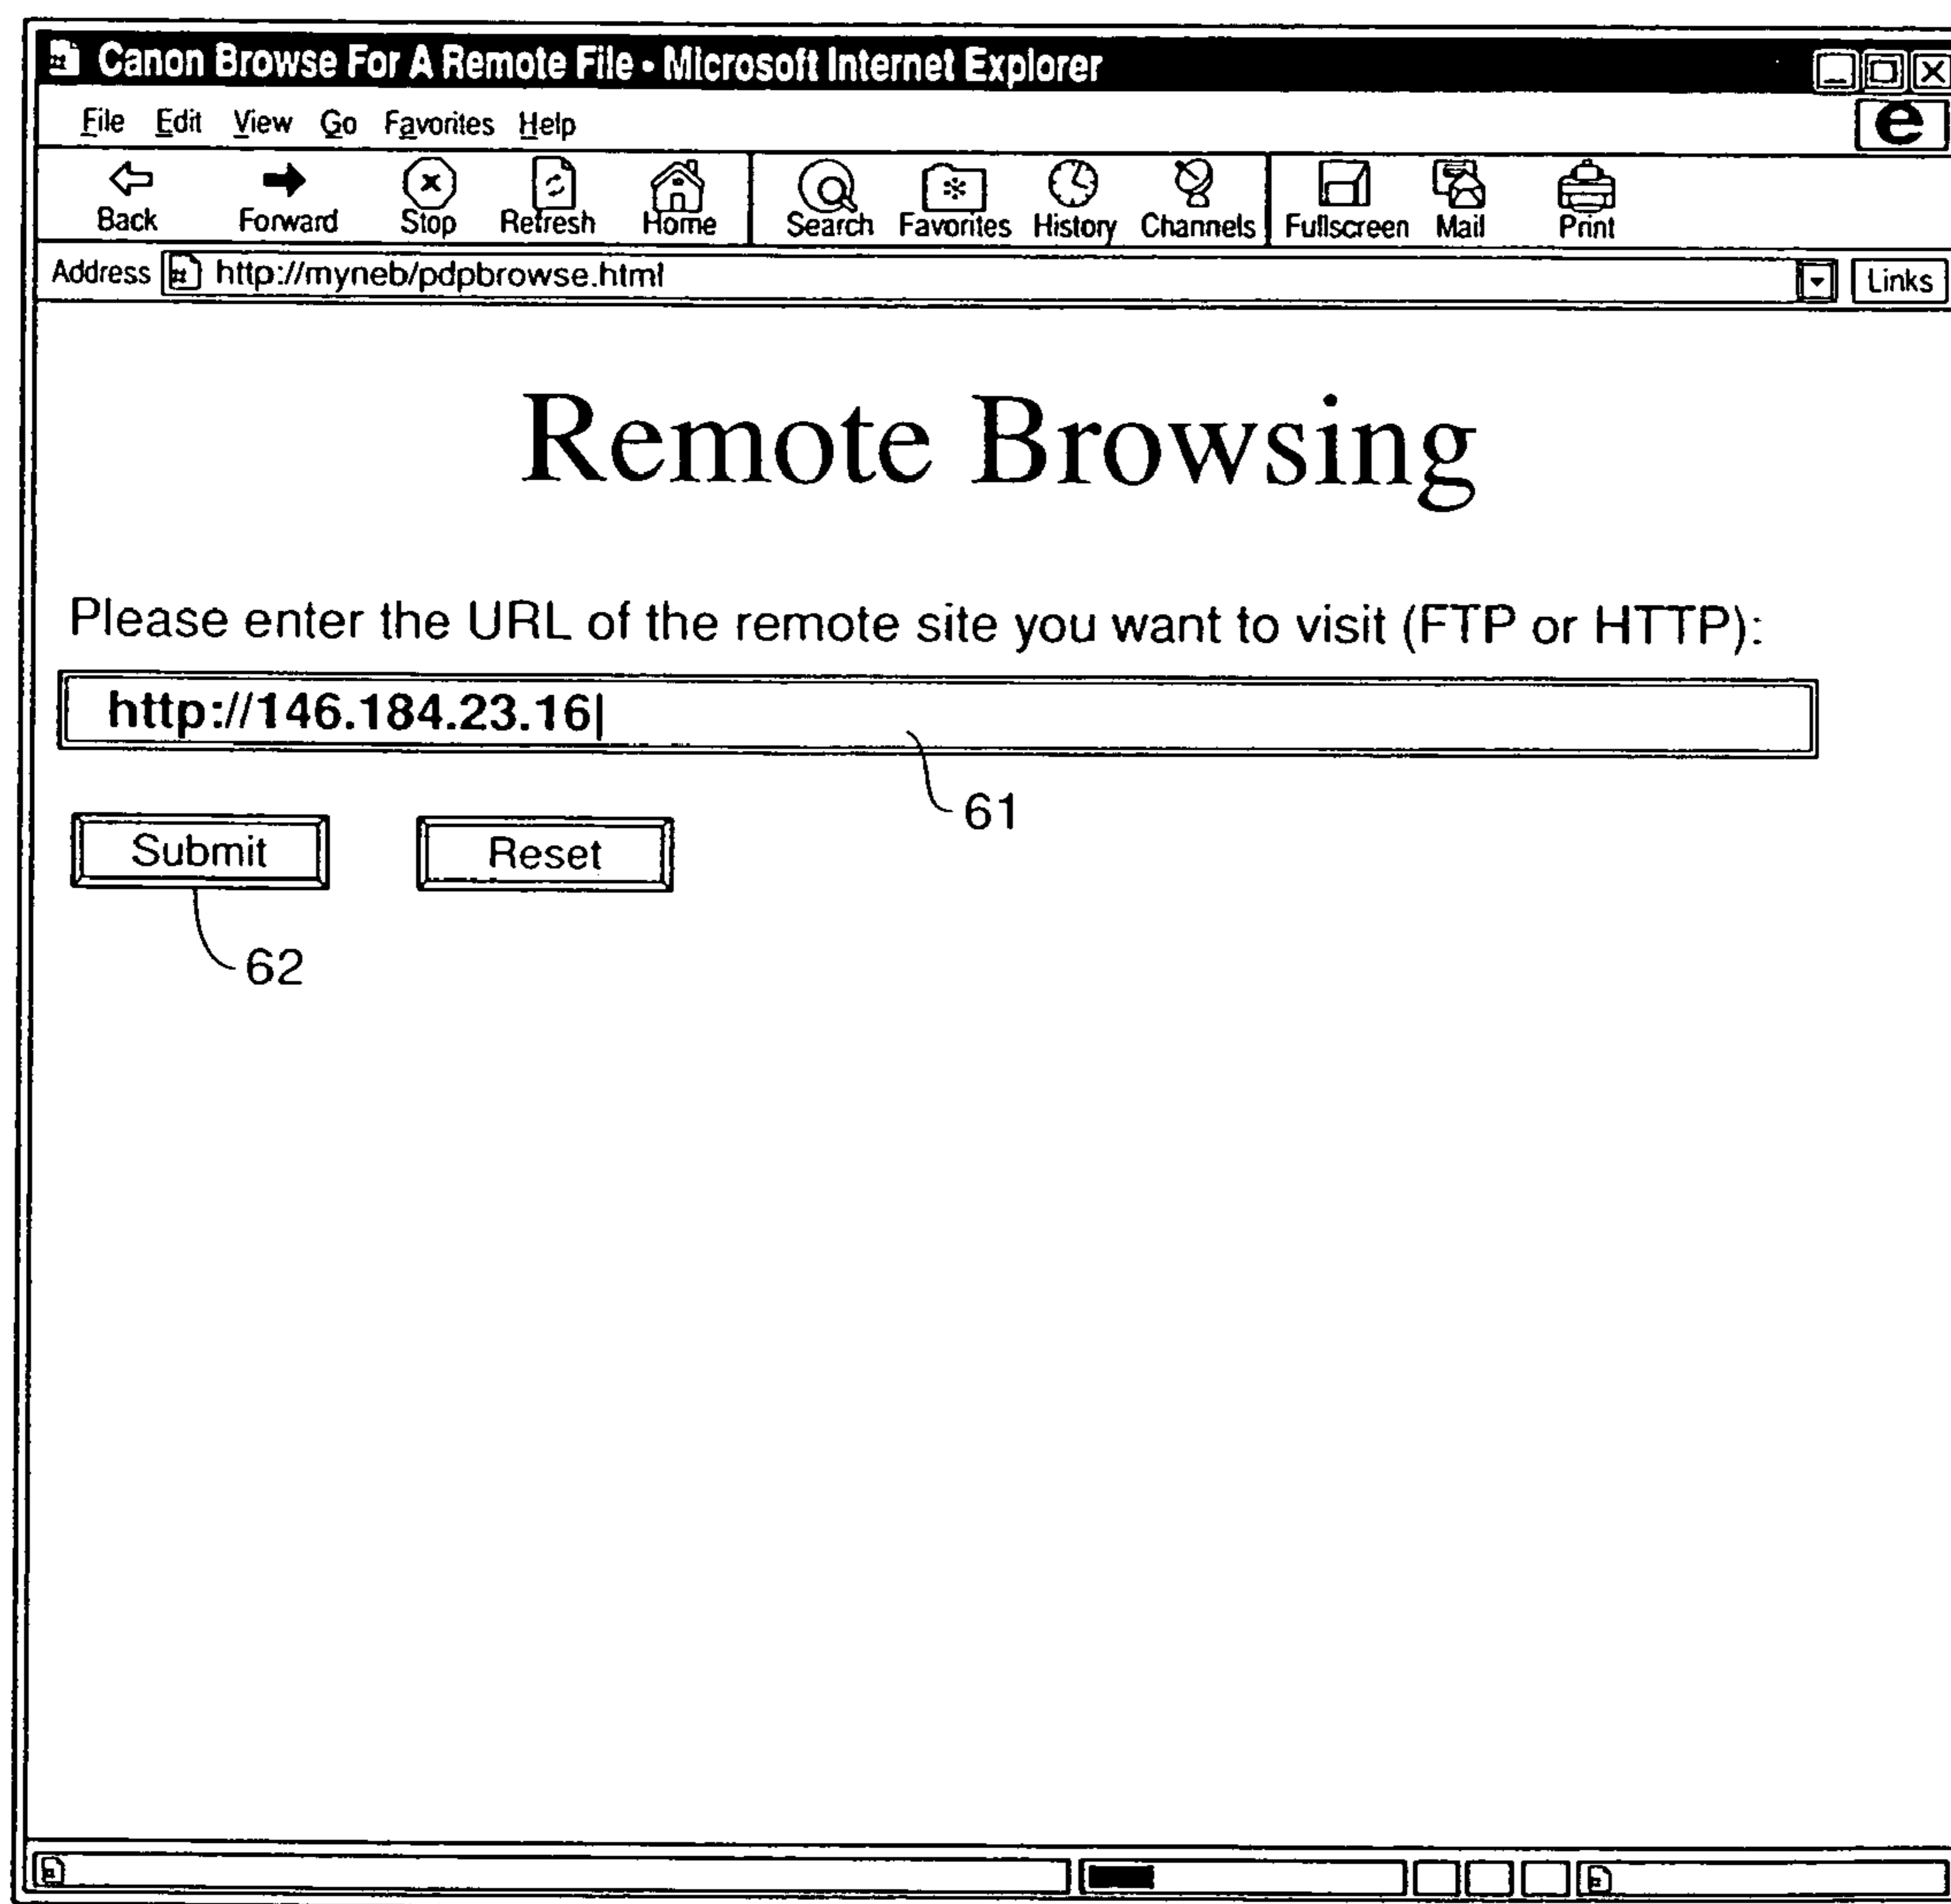 Canon Browse For A Remote File • Microsoft Internet Explorer
File Edit View Go Favorites Help
e
Back Forward Stop Refresh Home Search Favorites History Channels Fullscreen Mail Print
Address http://myneb/pdpbrowse.html Links
Remote Browsing
Please enter the URL of the remote site you want to visit (FTP or HTTP):
http://146.184.23.16
61
Submit Reset
62